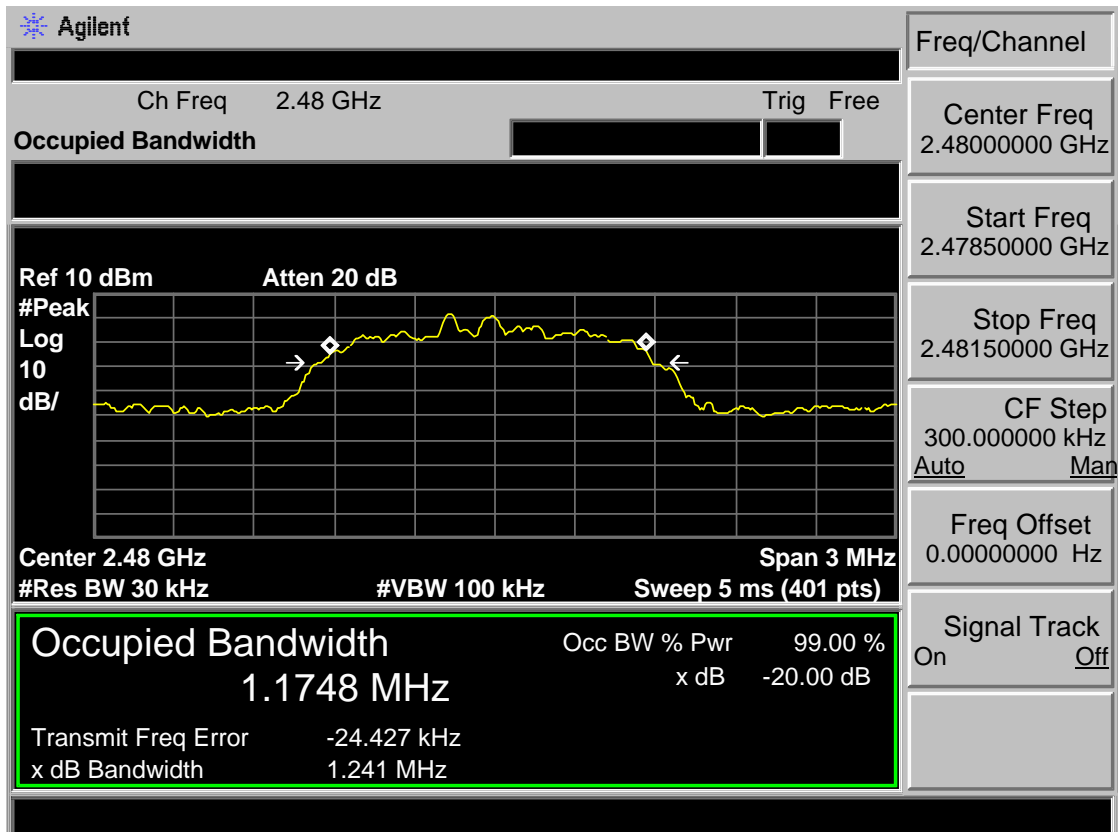 Agilent
Freq/Channel
Ch Freq 2.48 GHz Trig Free
Occupied Bandwidth
Center Freq
2.48000000 GHz
Start Freq
2.47850000 GHz
Stop Freq
2.48150000 GHz
CF Step
300.000000 kHz
Auto Man
Freq Offset
0.00000000 Hz
Signal Track
On Off
Ref 10 dBm Atten 20 dB
#Peak
Log
10
dB/
Center 2.48 GHz Span 3 MHz
#Res BW 30 kHz #VBW 100 kHz Sweep 5 ms (401 pts)
Occupied Bandwidth Occ BW % Pwr 99.00 %
1.1748 MHz x dB -20.00 dB
Transmit Freq Error -24.427 kHz
x dB Bandwidth 1.241 MHz